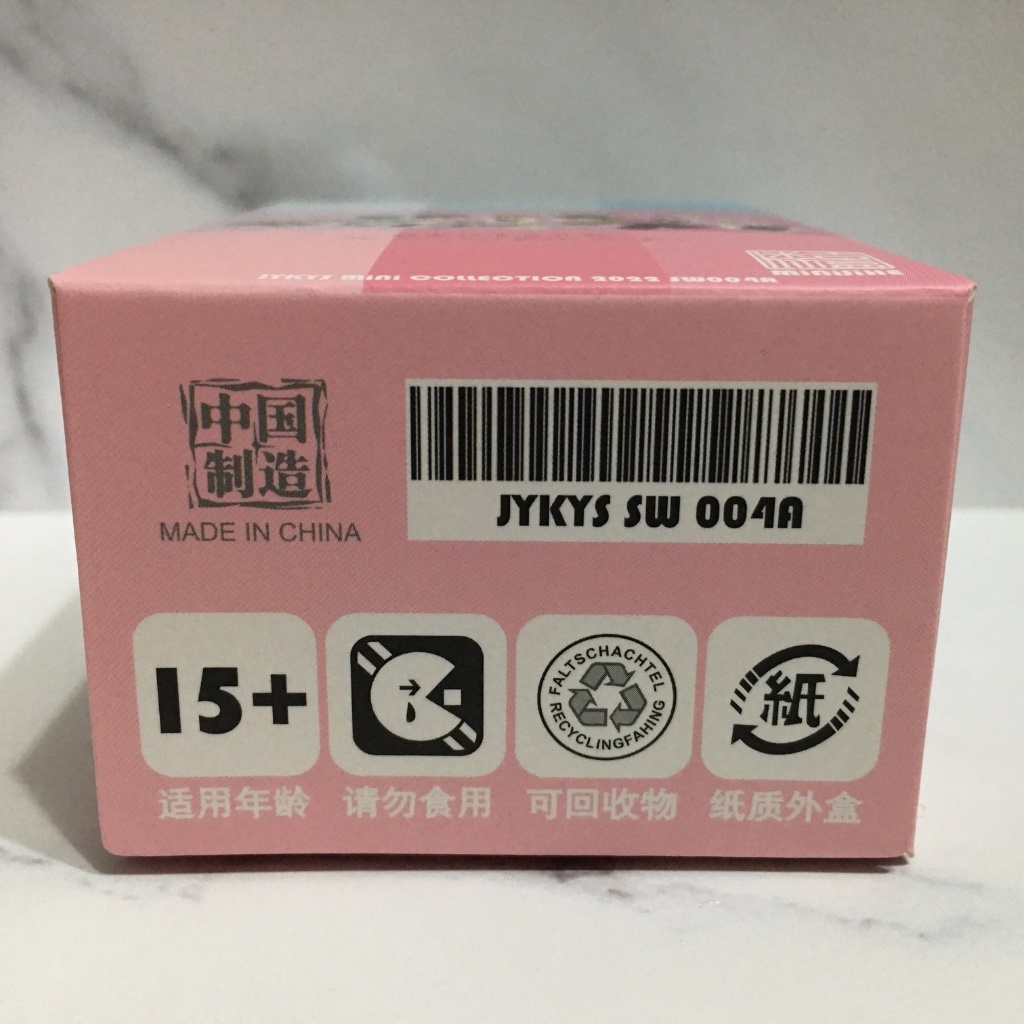 JYKYS MINI COLLECTION 2022 SW004A
中国
制造
MADE IN CHINA
JYKYS SW 004A
15+
FALTSCHACHTEL
RECYCLINGFAHING
紙
适用年龄 请勿食用 可回收物 纸质外盒